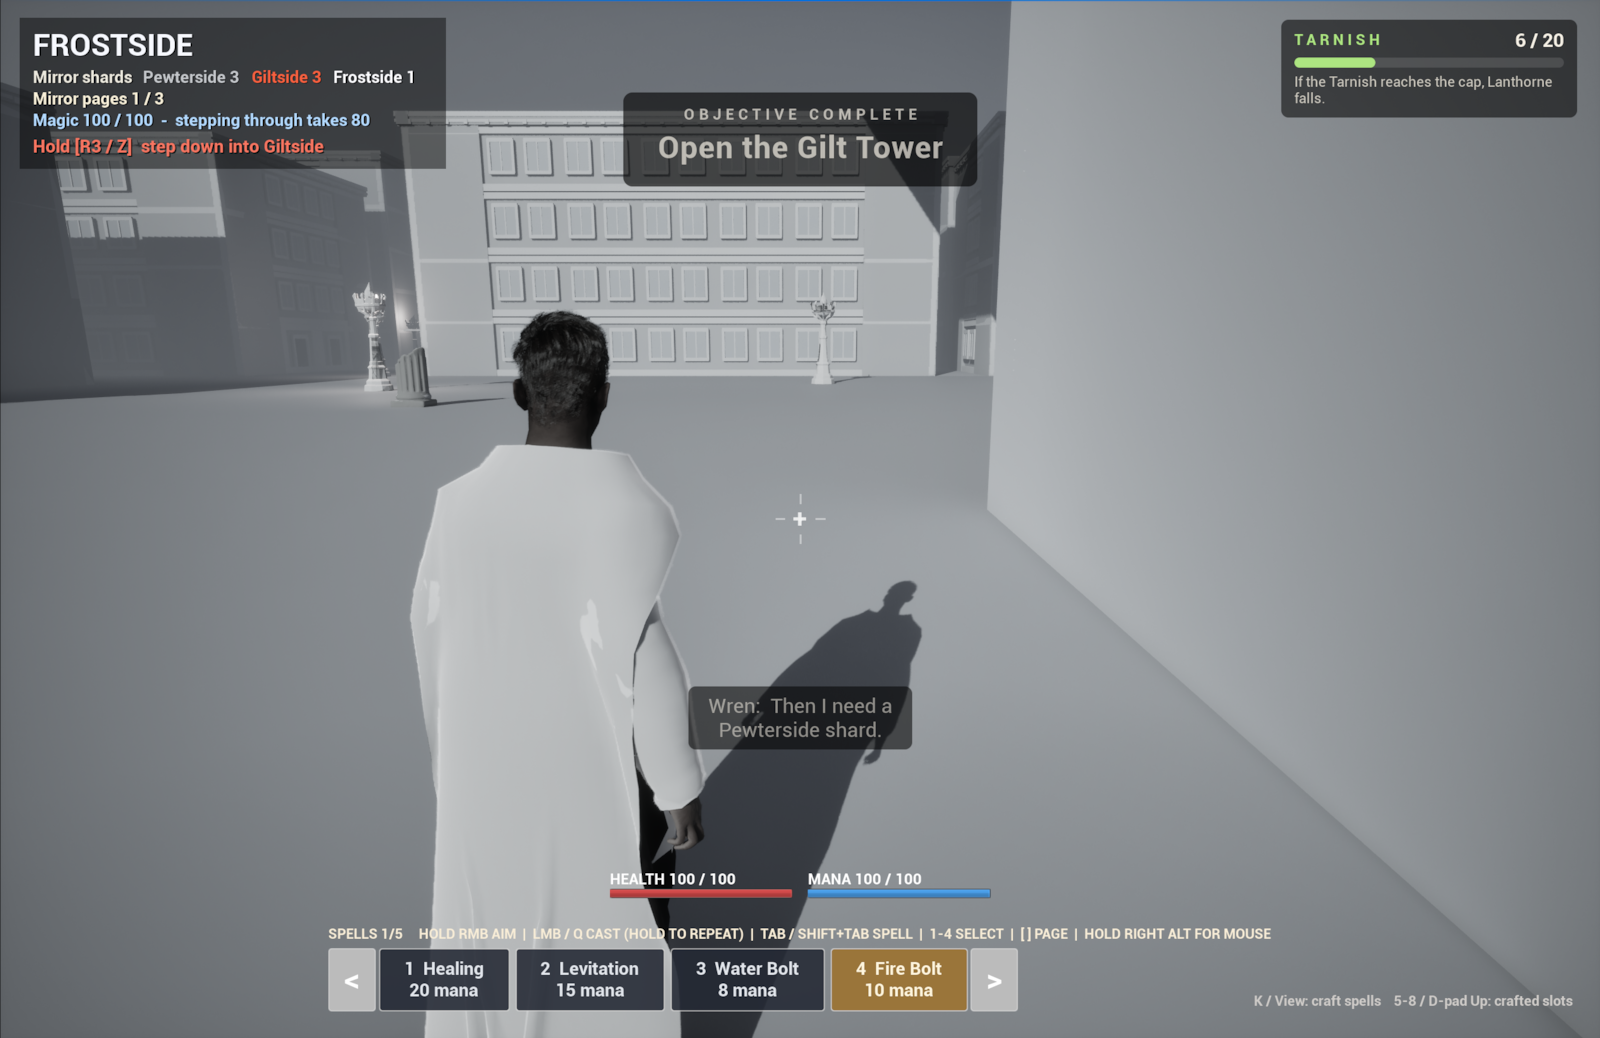 FROSTSIDE
Mirror shards Pewterside 3 Giltside 3 Frostside 1
Mirror pages 1 / 3
Magic 100 / 100 - stepping through takes 80
Hold [R3 / Z] step down into Giltside
OBJECTIVE COMPLETE
Open the Gilt Tower
TARNISH 6 / 20
If the Tarnish reaches the cap, Lanthorne
falls.
Wren: Then I need a
Pewterside shard.
HEALTH 100 / 100 MANA 100 / 100
SPELLS 1/5 HOLD RMB AIM | LMB / Q CAST (HOLD TO REPEAT) | TAB / SHIFT+TAB SPELL | 1-4 SELECT | [ ] PAGE | HOLD RIGHT ALT FOR MOUSE
< 1 Healing 2 Levitation 3 Water Bolt 4 Fire Bolt >
20 mana 15 mana 8 mana 10 mana
K / View: craft spells 5-8 / D-pad Up: crafted slots